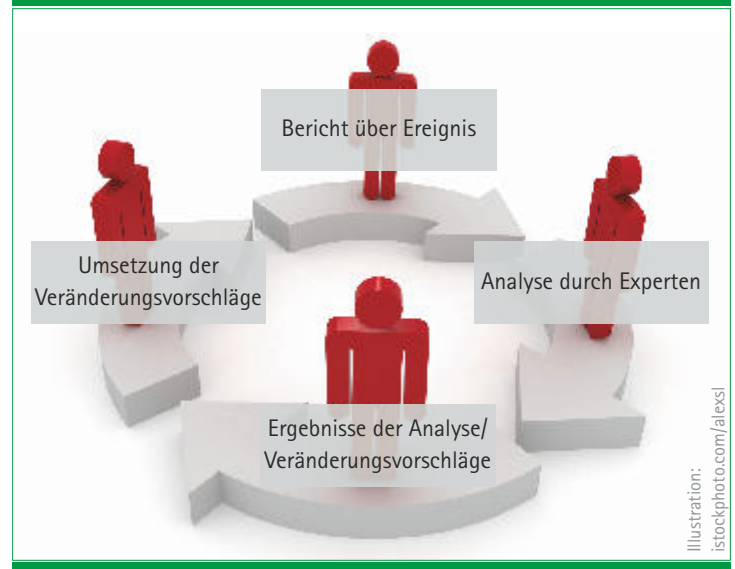 Bericht über Ereignis
Umsetzung der
Veränderungsvorschläge
Analyse durch Experten
Ergebnisse der Analyse/
Veränderungsvorschläge
Illustration:
istockphoto.com/alexsl